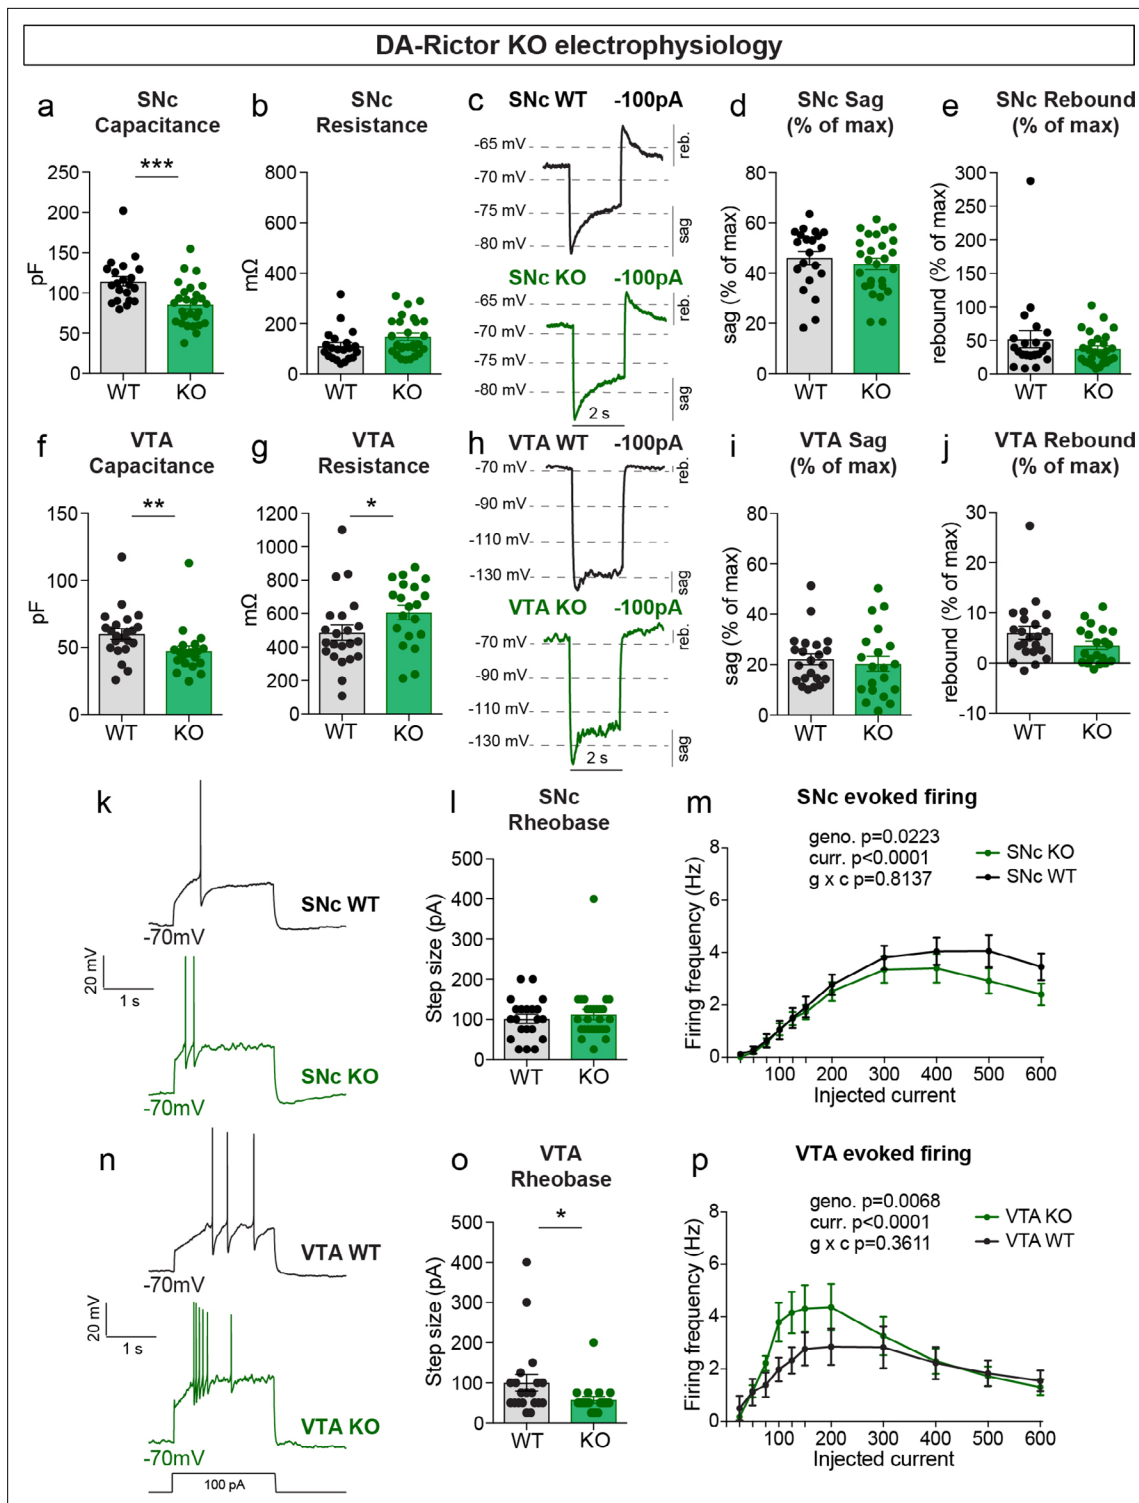 DA-Rictor KO electrophysiology
a
SNc
Capacitance
***
pF
250
200
150
100
50
0
WT
KO
b
SNc
Resistance
mΩ
800
600
400
200
0
WT
KO
c
SNc WT
-100pA
-65 mV
-70 mV
-75 mV
-80 mV
reb.
sag
SNc KO
-100pA
-65 mV
-70 mV
-75 mV
-80 mV
reb.
sag
2 s
d
SNc Sag
(% of max)
sag (% of max)
80
60
40
20
0
WT
KO
e
SNc Rebound
(% of max)
rebound (% of max)
300
250
200
150
100
50
0
WT
KO
f
VTA
Capacitance
**
pF
150
100
50
0
WT
KO
g
VTA
Resistance
*
mΩ
1200
1000
800
600
400
200
0
WT
KO
h
VTA WT
-100pA
-70 mV
-90 mV
-110 mV
-130 mV
reb.
sag
VTA KO
-100pA
-70 mV
-90 mV
-110 mV
-130 mV
reb.
sag
2 s
i
VTA Sag
(% of max)
sag (% of max)
80
60
40
20
0
WT
KO
j
VTA Rebound
(% of max)
rebound (% of max)
30
20
10
0
-10
WT
KO
k
SNc WT
-70mV
20 mV
1 s
SNc KO
-70mV
l
SNc
Rheobase
Step size (pA)
500
400
300
200
100
0
WT
KO
m
SNc evoked firing
geno. p=0.0223
curr. p<0.0001
g x c p=0.8137
SNc KO
SNc WT
Firing frequency (Hz)
8
6
4
2
0
100
200
300
400
500
600
Injected current
n
VTA WT
-70mV
20 mV
1 s
VTA KO
-70mV
100 pA
o
VTA
Rheobase
*
Step size (pA)
500
400
300
200
100
0
WT
KO
p
VTA evoked firing
geno. p=0.0068
curr. p<0.0001
g x c p=0.3611
VTA KO
VTA WT
Firing frequency (Hz)
8
6
4
2
0
100
200
300
400
500
600
Injected current